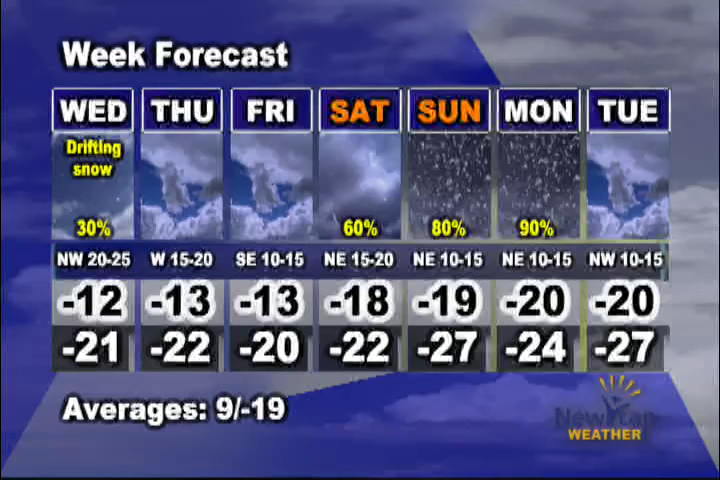 Week Forecast
WED THU FRI SAT SUN MON TUE
Drifting
snow
30% 60% 80% 90%
NW 20-25 W 15-20 SE 10-15 NE 15-20 NE 10-15 NE 10-15 NW 10-15
-12 -13 -13 -18 -19 -20 -20
-21 -22 -20 -22 -27 -24 -27
Averages: 9/-19
WEATHER